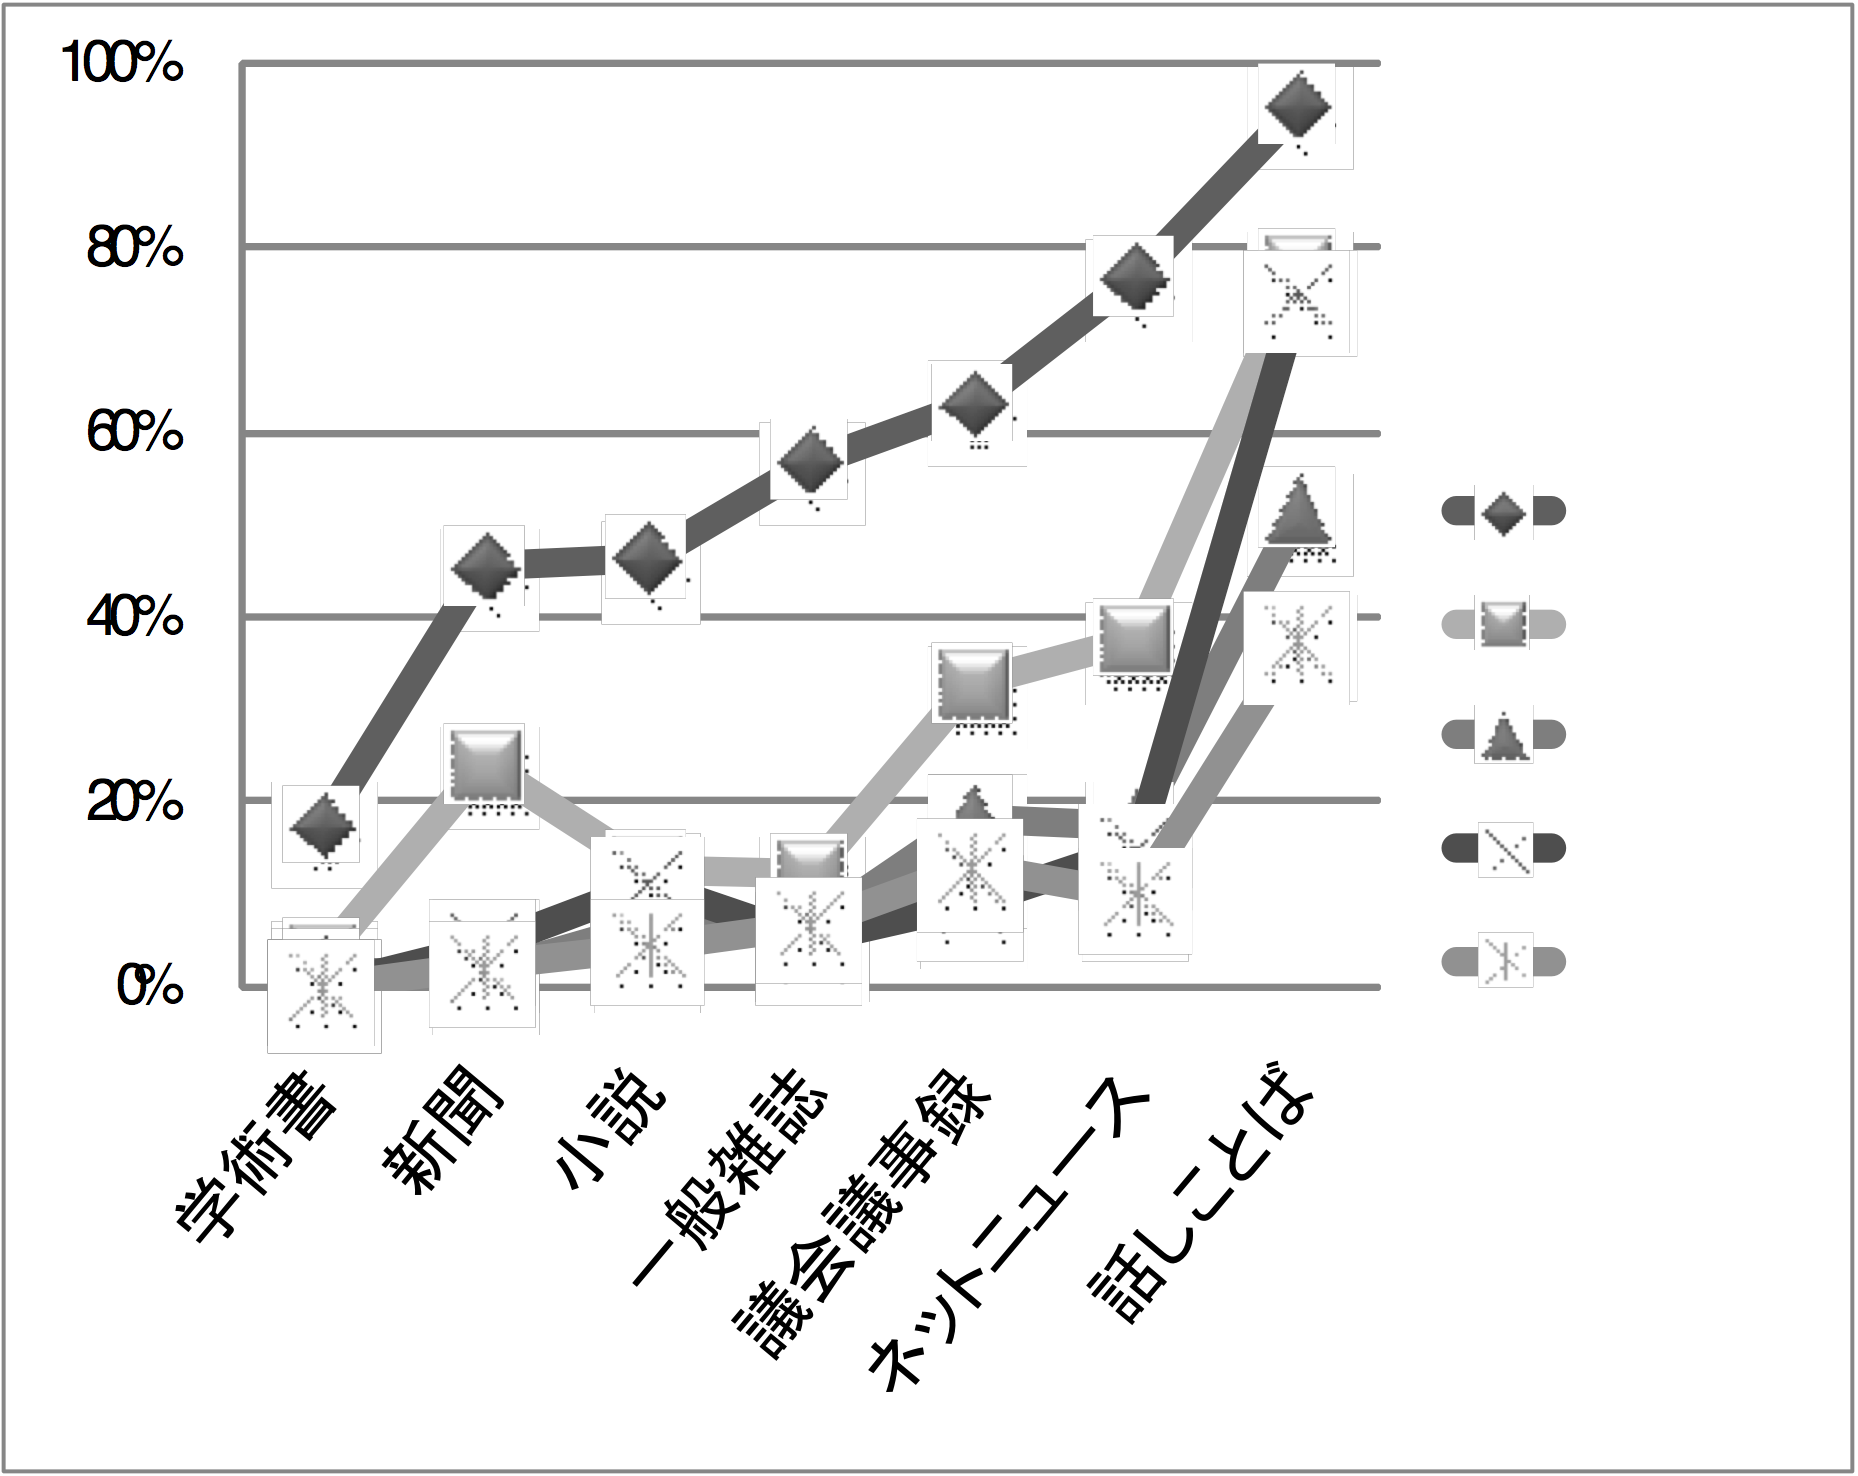 100%
80%
60%
40%
20%
0%
学術書
新聞
小説
一般雑誌
議会議事録
ネットニュース
話しことば